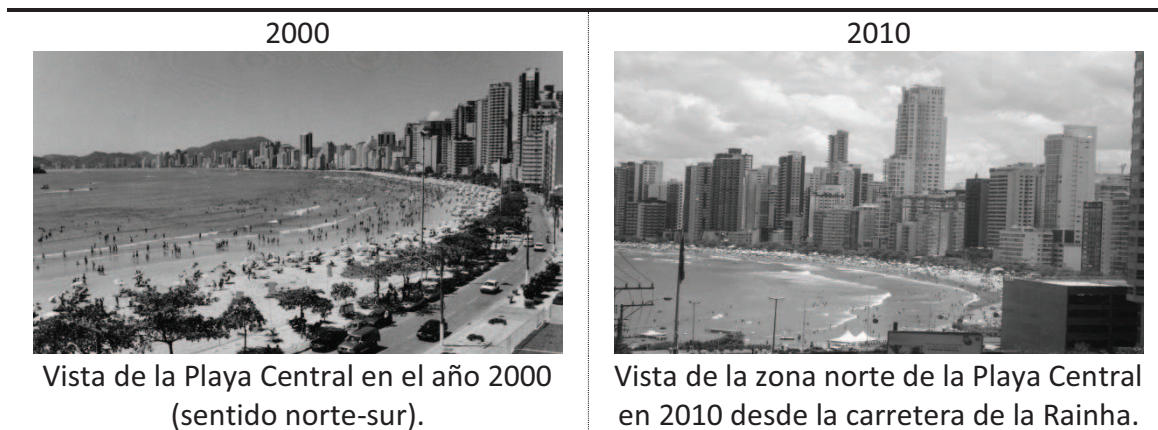 2000
Vista de la Playa Central en el año 2000
(sentido norte-sur).
2010
Vista de la zona norte de la Playa Central
en 2010 desde la carretera de la Rainha.